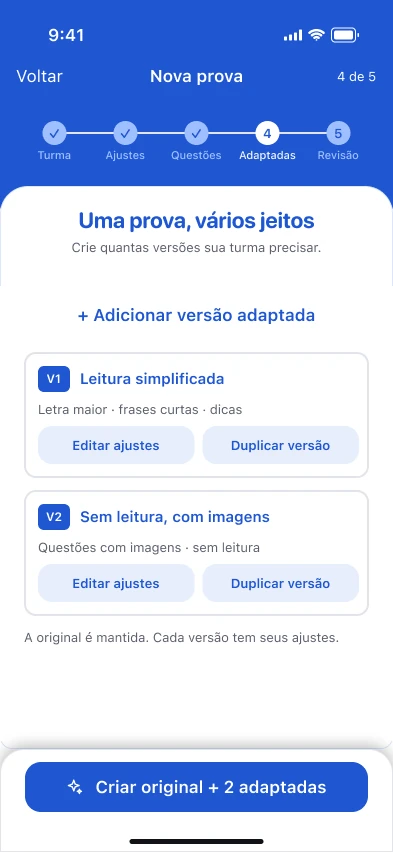 9:41
Voltar Nova prova 4 de 5
4 5
Turma Ajustes Questões Adaptadas Revisão
Uma prova, vários jeitos
Crie quantas versões sua turma precisar.
+ Adicionar versão adaptada
V1 Leitura simplificada
Letra maior · frases curtas · dicas
Editar ajustes Duplicar versão
V2 Sem leitura, com imagens
Questões com imagens · sem leitura
Editar ajustes Duplicar versão
A original é mantida. Cada versão tem seus ajustes.
Criar original + 2 adaptadas